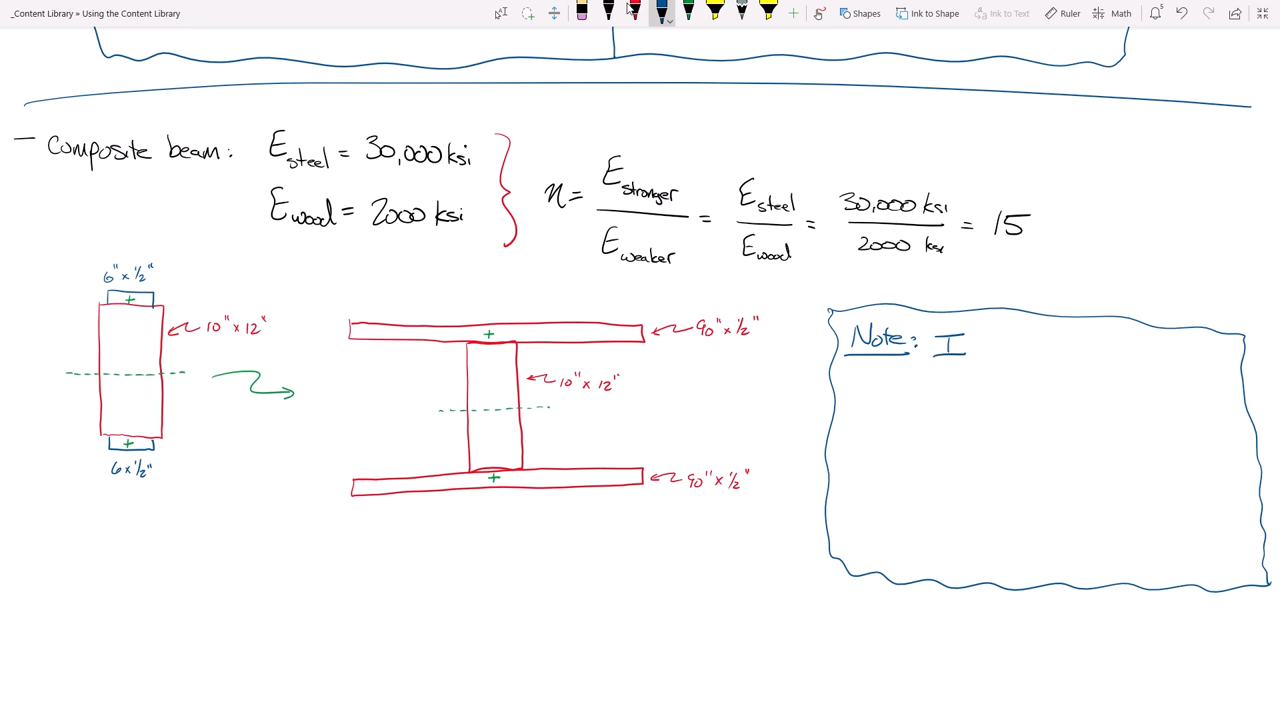 _Content Library » Using the Content Library
Shapes
Ink to Shape
Ink to Text
Ruler
Math
5
— Composite beam: E steel = 30,000 ksi
E wood = 2000 ksi
n = E stronger / E weaker = E steel / E wood = 30,000 ksi / 2000 ksi = 15
6" x 1/2"
10" x 12"
6 x 1/2"
90" x 1/2"
10" x 12"
90" x 1/2"
Note: I